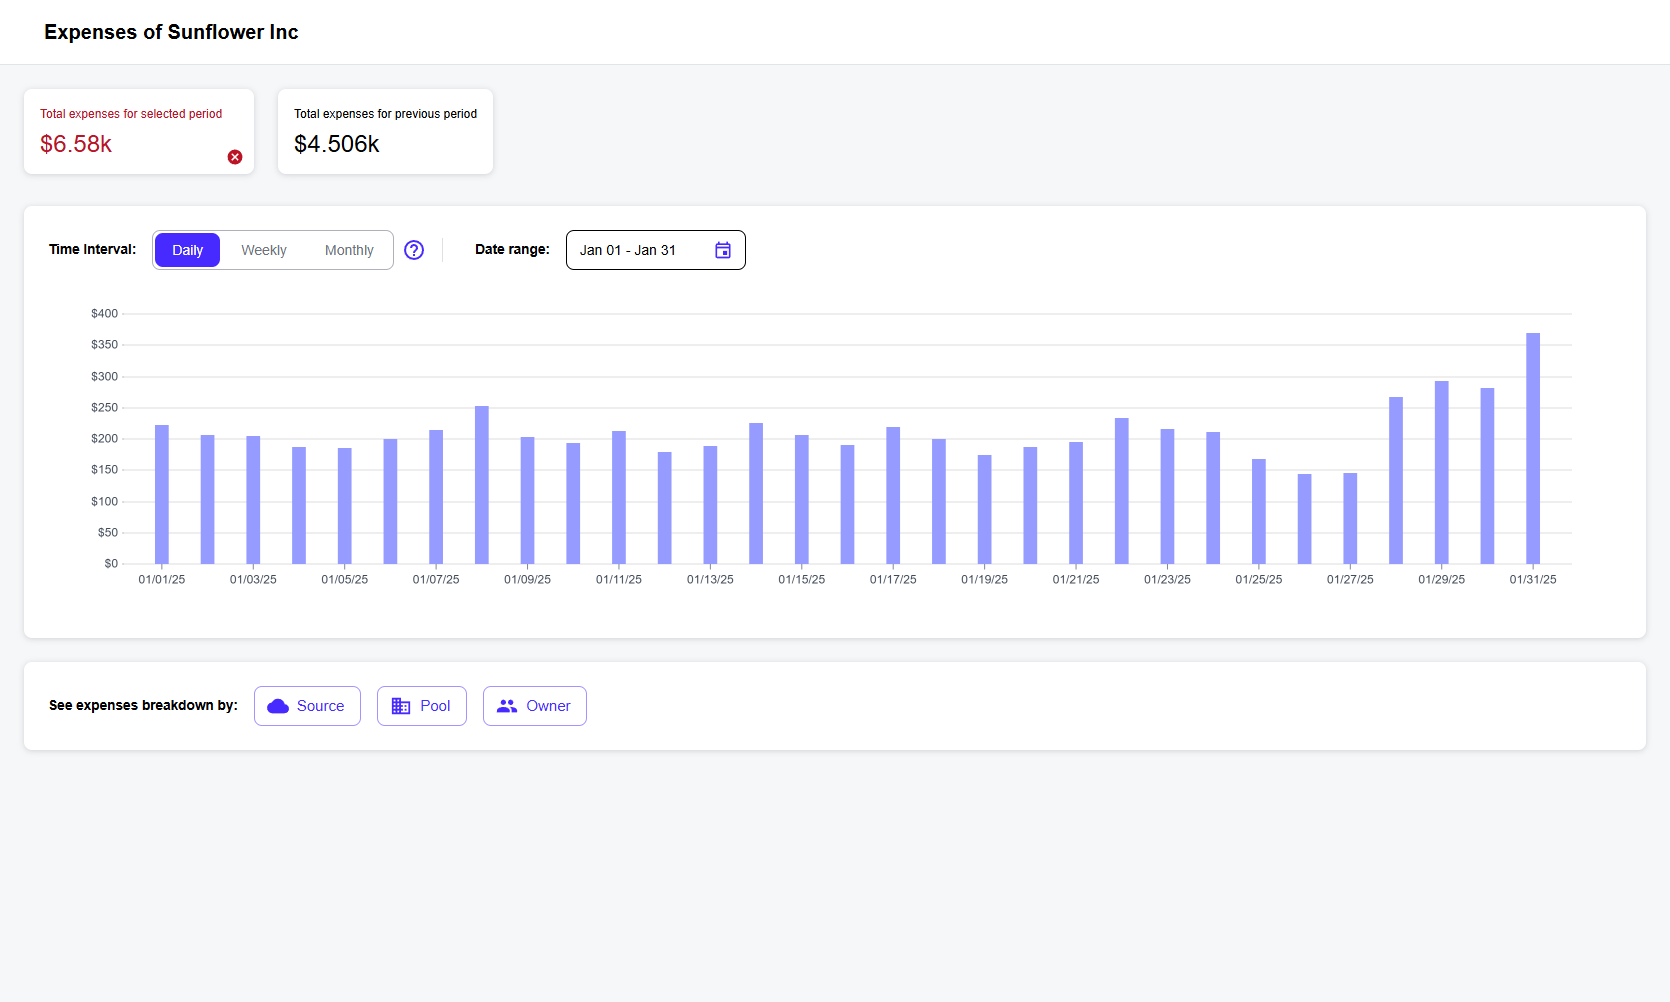 Expenses of Sunflower Inc
Total expenses for selected period
$6.58k
Total expenses for previous period
$4.506k
Time Interval: Daily Weekly Monthly Date range: Jan 01 - Jan 31
$400
$350
$300
$250
$200
$150
$100
$50
$0
01/01/25 01/03/25 01/05/25 01/07/25 01/09/25 01/11/25 01/13/25 01/15/25 01/17/25 01/19/25 01/21/25 01/23/25 01/25/25 01/27/25 01/29/25 01/31/25
See expenses breakdown by: Source Pool Owner